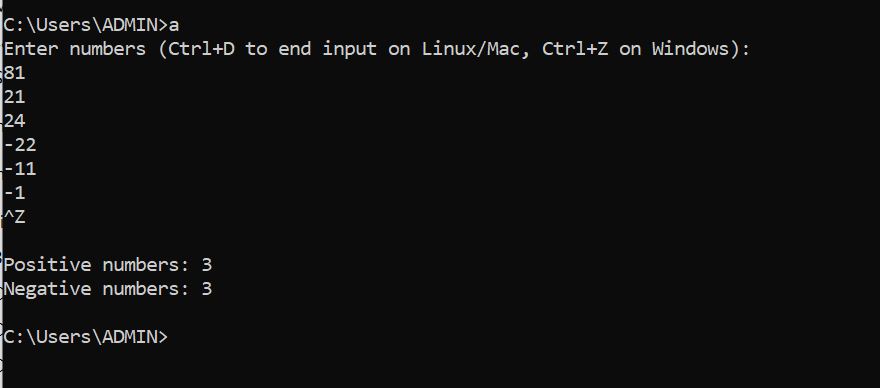 C:\Users\ADMIN>a
Enter numbers (Ctrl+D to end input on Linux/Mac, Ctrl+Z on Windows):
81
21
24
-22
-11
-1
^Z
Positive numbers: 3
Negative numbers: 3
C:\Users\ADMIN>